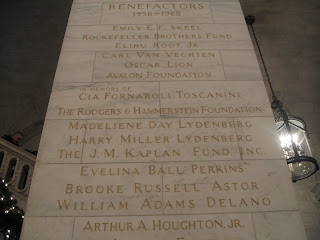 BENEFACTORS
1958-1968
EMILY E. F. SKEEL
ROCKEFELLER BROTHERS FUND
ELIHU ROOT, JR.
CARL VAN VECHTEN
OSCAR LION
AVALON FOUNDATION
IN MEMORY OF
CIA FORNAROLI TOSCANINI
THE RODGERS & HAMMERSTEIN FOUNDATION
MADELIENE DAY LYDENBERG
HARRY MILLER LYDENBERG
THE J. M. KAPLAN FUND, INC.
EVELINA BALL PERKINS
BROOKE RUSSELL ASTOR
WILLIAM ADAMS DELANO
ARTHUR A. HOUGHTON, JR.